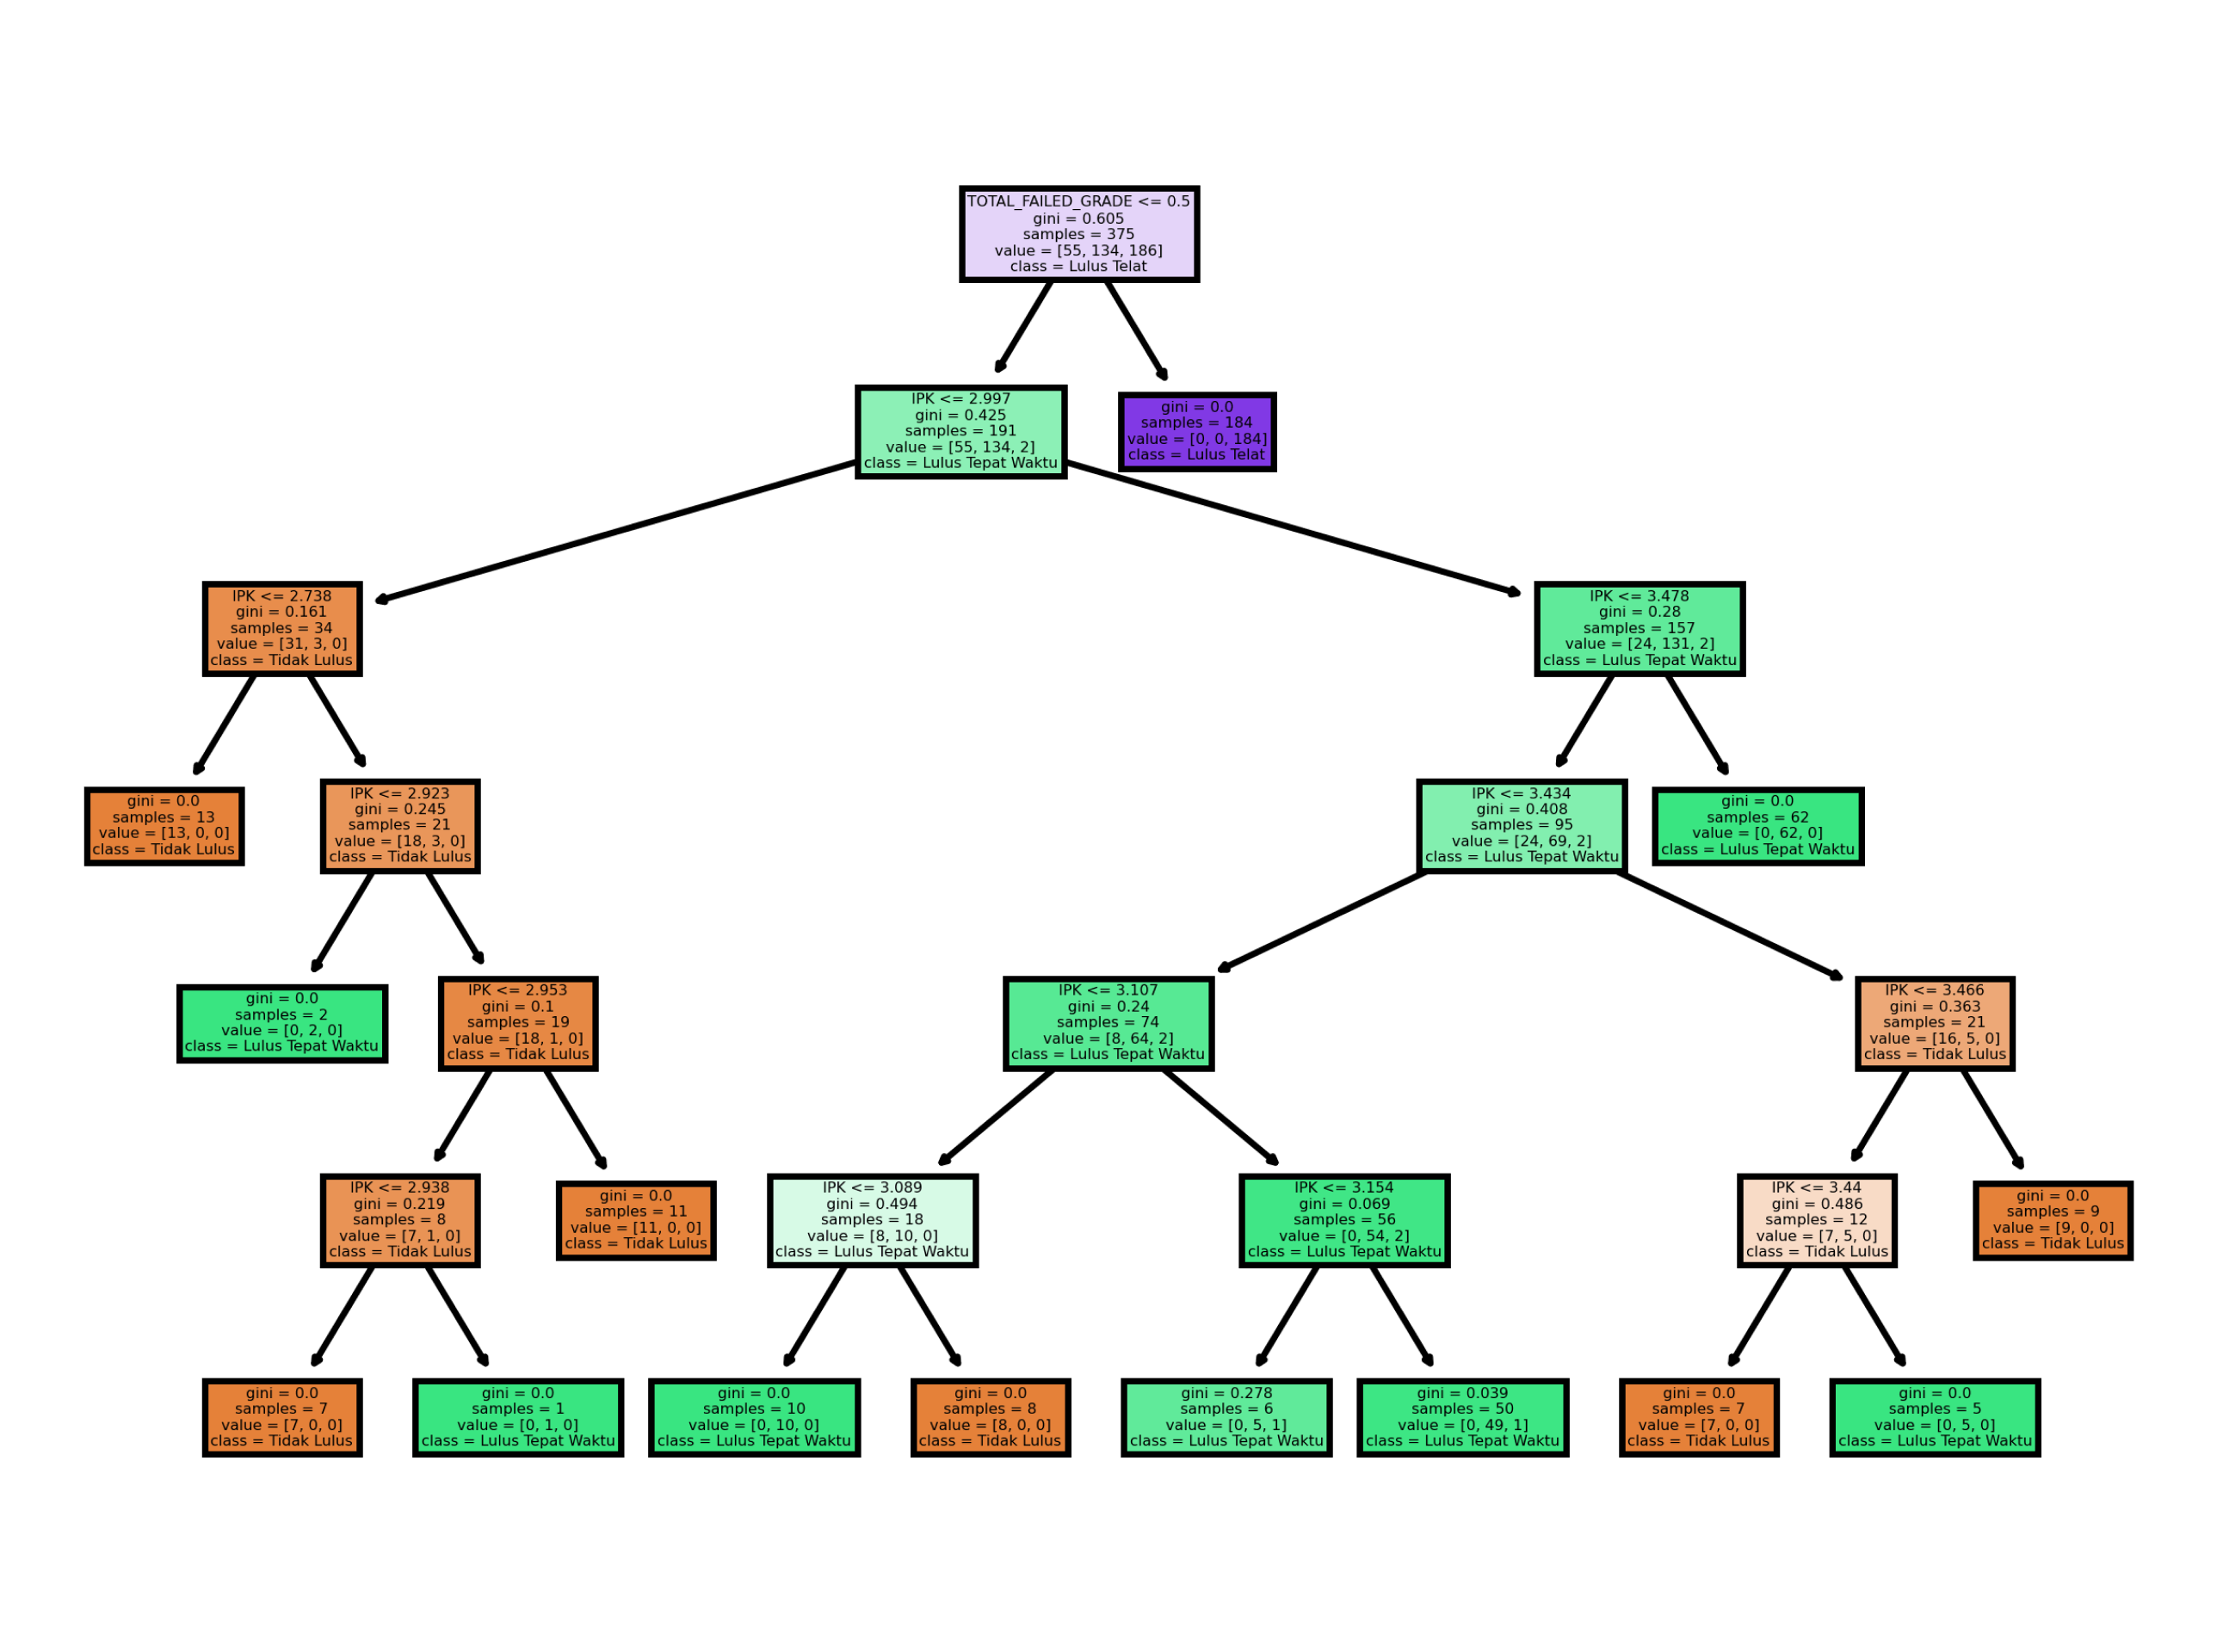 TOTAL_FAILED_GRADE <= 0.5
gini = 0.605
samples = 375
value = [55, 134, 186]
class = Lulus Telat
IPK <= 2.997
gini = 0.425
samples = 191
value = [55, 134, 2]
class = Lulus Tepat Waktu
gini = 0.0
samples = 184
value = [0, 0, 184]
class = Lulus Telat
IPK <= 2.738
gini = 0.161
samples = 34
value = [31, 3, 0]
class = Tidak Lulus
IPK <= 3.478
gini = 0.28
samples = 157
value = [24, 131, 2]
class = Lulus Tepat Waktu
gini = 0.0
samples = 13
value = [13, 0, 0]
class = Tidak Lulus
IPK <= 2.923
gini = 0.245
samples = 21
value = [18, 3, 0]
class = Tidak Lulus
IPK <= 3.434
gini = 0.408
samples = 95
value = [24, 69, 2]
class = Lulus Tepat Waktu
gini = 0.0
samples = 62
value = [0, 62, 0]
class = Lulus Tepat Waktu
gini = 0.0
samples = 2
value = [0, 2, 0]
class = Lulus Tepat Waktu
IPK <= 2.953
gini = 0.1
samples = 19
value = [18, 1, 0]
class = Tidak Lulus
IPK <= 3.107
gini = 0.24
samples = 74
value = [8, 64, 2]
class = Lulus Tepat Waktu
IPK <= 3.466
gini = 0.363
samples = 21
value = [16, 5, 0]
class = Tidak Lulus
IPK <= 2.938
gini = 0.219
samples = 8
value = [7, 1, 0]
class = Tidak Lulus
gini = 0.0
samples = 11
value = [11, 0, 0]
class = Tidak Lulus
IPK <= 3.089
gini = 0.494
samples = 18
value = [8, 10, 0]
class = Lulus Tepat Waktu
IPK <= 3.154
gini = 0.069
samples = 56
value = [0, 54, 2]
class = Lulus Tepat Waktu
IPK <= 3.44
gini = 0.486
samples = 12
value = [7, 5, 0]
class = Tidak Lulus
gini = 0.0
samples = 9
value = [9, 0, 0]
class = Tidak Lulus
gini = 0.0
samples = 7
value = [7, 0, 0]
class = Tidak Lulus
gini = 0.0
samples = 1
value = [0, 1, 0]
class = Lulus Tepat Waktu
gini = 0.0
samples = 10
value = [0, 10, 0]
class = Lulus Tepat Waktu
gini = 0.0
samples = 8
value = [8, 0, 0]
class = Tidak Lulus
gini = 0.278
samples = 6
value = [0, 5, 1]
class = Lulus Tepat Waktu
gini = 0.039
samples = 50
value = [0, 49, 1]
class = Lulus Tepat Waktu
gini = 0.0
samples = 7
value = [7, 0, 0]
class = Tidak Lulus
gini = 0.0
samples = 5
value = [0, 5, 0]
class = Lulus Tepat Waktu